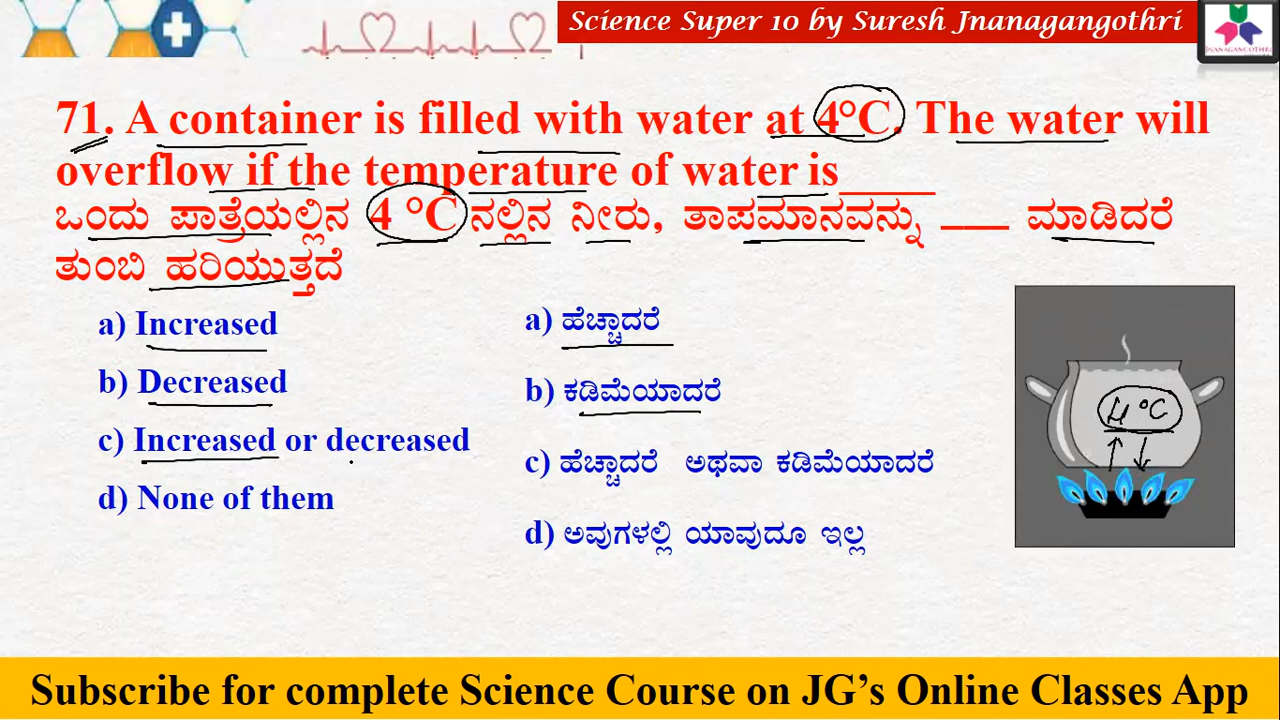 Science Super 10 by Suresh Jnanagangothri
JNANAGANGOTHRI
71. A container is filled with water at 4°C. The water will
overflow if the temperature of water is____
ಒಂದು ಪಾತ್ರೆಯಲ್ಲಿನ 4 °C ನಲ್ಲಿನ ನೀರು, ತಾಪಮಾನವನ್ನು ___ ಮಾಡಿದರೆ
ತುಂಬಿ ಹರಿಯುತ್ತದೆ
a) Increased
b) Decreased
c) Increased or decreased
d) None of them
a) ಹೆಚ್ಚಾದರೆ
b) ಕಡಿಮೆಯಾದರೆ
c) ಹೆಚ್ಚಾದರೆ ಅಥವಾ ಕಡಿಮೆಯಾದರೆ
d) ಅವುಗಳಲ್ಲಿ ಯಾವುದೂ ಇಲ್ಲ
4 °C
Subscribe for complete Science Course on JG's Online Classes App